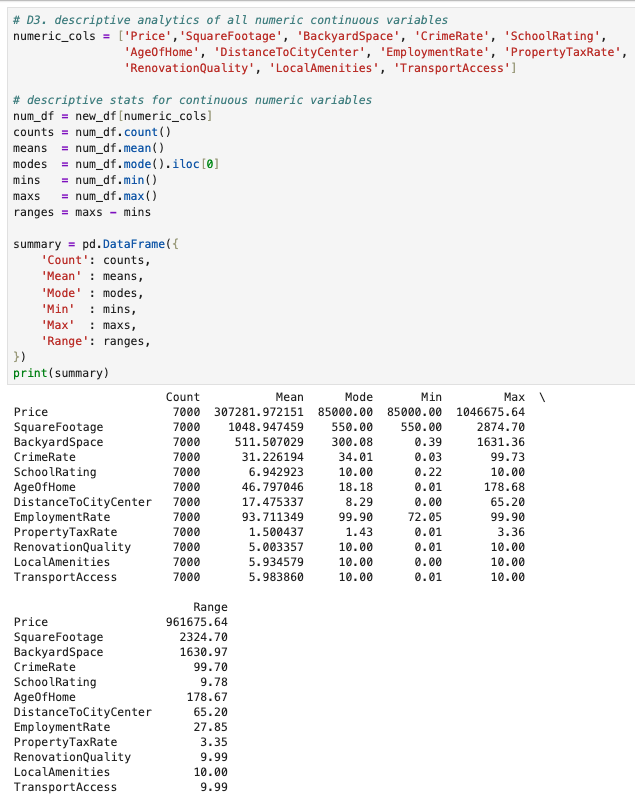 # D3. descriptive analytics of all numeric continuous variables
numeric_cols = ['Price','SquareFootage', 'BackyardSpace', 'CrimeRate', 'SchoolRating',
                'AgeOfHome', 'DistanceToCityCenter', 'EmploymentRate', 'PropertyTaxRate',
                'RenovationQuality', 'LocalAmenities', 'TransportAccess']
# descriptive stats for continuous numeric variables
num_df = new_df[numeric_cols]
counts = num_df.count()
means  = num_df.mean()
modes  = num_df.mode().iloc[0]
mins   = num_df.min()
maxs   = num_df.max()
ranges = maxs - mins
summary = pd.DataFrame({
    'Count': counts,
    'Mean' : means,
    'Mode' : modes,
    'Min'  : mins,
    'Max'  : maxs,
    'Range': ranges,
})
print(summary)
                      Count           Mean      Mode       Min         Max  \
Price                  7000  307281.972151  85000.00  85000.00  1046675.64
SquareFootage          7000    1048.947459    550.00    550.00     2874.70
BackyardSpace          7000     511.507029    300.08      0.39     1631.36
CrimeRate              7000      31.226194     34.01      0.03       99.73
SchoolRating           7000       6.942923     10.00      0.22       10.00
AgeOfHome              7000      46.797046     18.18      0.01      178.68
DistanceToCityCenter   7000      17.475337      8.29      0.00       65.20
EmploymentRate         7000      93.711349     99.90     72.05       99.90
PropertyTaxRate        7000       1.500437      1.43      0.01        3.36
RenovationQuality      7000       5.003357     10.00      0.01       10.00
LocalAmenities         7000       5.934579     10.00      0.00       10.00
TransportAccess        7000       5.983860     10.00      0.01       10.00
                          Range
Price                 961675.64
SquareFootage           2324.70
BackyardSpace           1630.97
CrimeRate                 99.70
SchoolRating               9.78
AgeOfHome                178.67
DistanceToCityCenter      65.20
EmploymentRate            27.85
PropertyTaxRate            3.35
RenovationQuality          9.99
LocalAmenities            10.00
TransportAccess            9.99